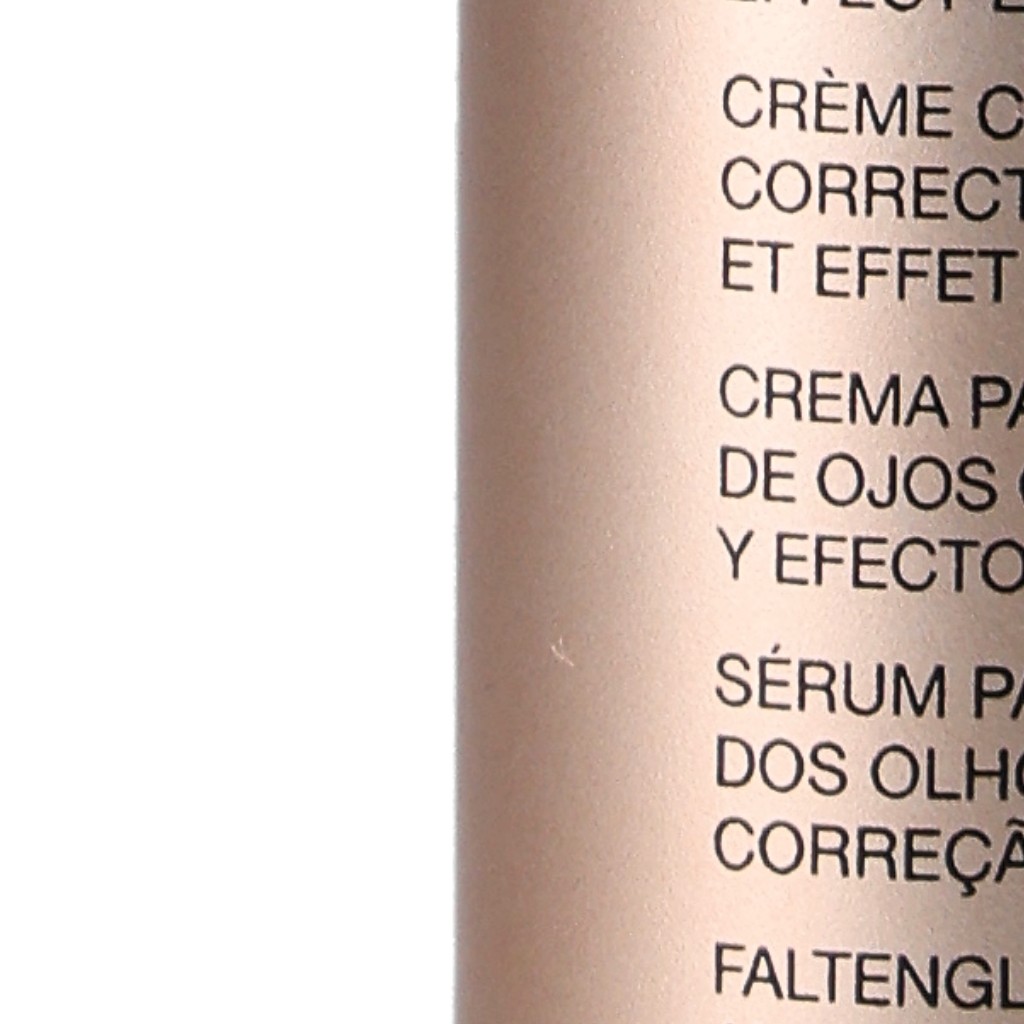 CRÈME C
CORRECT
ET EFFET
CREMA PA
DE OJOS
Y EFECTO
SÉRUM PA
DOS OLHO
CORREÇÃ
FALTENGL